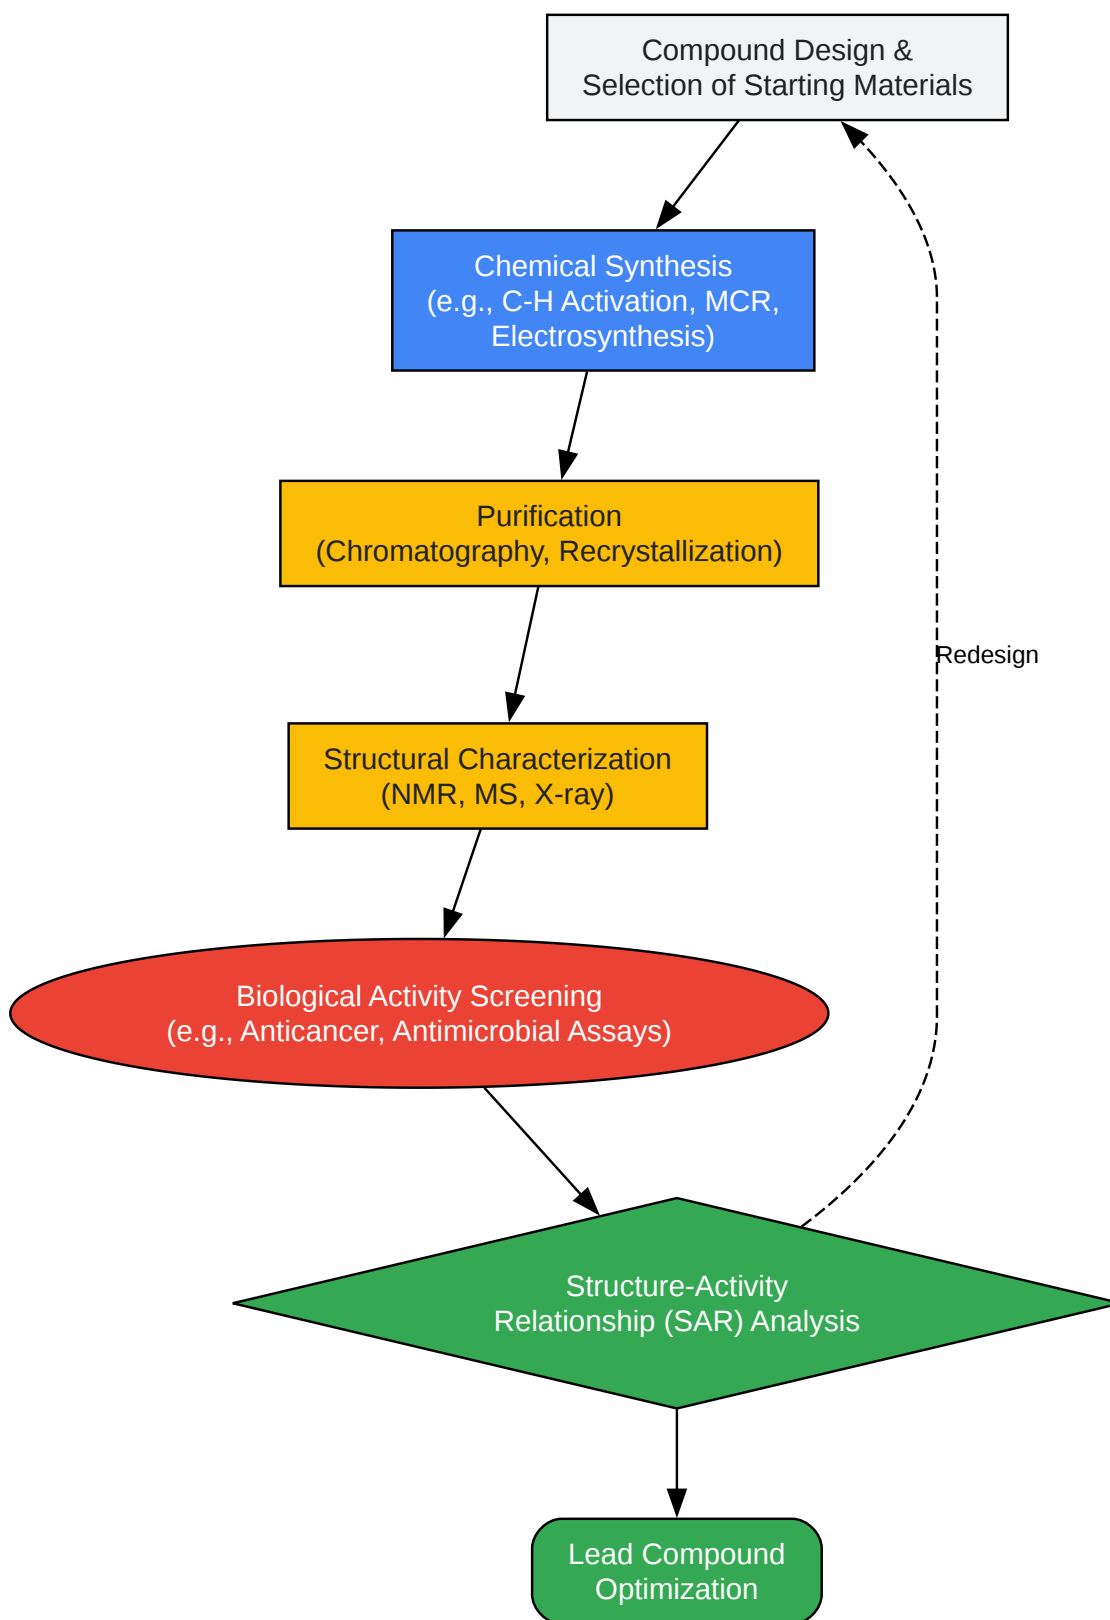 Compound Design &
Selection of Starting Materials
Chemical Synthesis
(e.g., C-H Activation, MCR,
Electrosynthesis)
Purification
(Chromatography, Recrystallization)
Redesign
Structural Characterization
(NMR, MS, X-ray)
Biological Activity Screening
(e.g., Anticancer, Antimicrobial Assays)
Structure-Activity
Relationship (SAR) Analysis
Lead Compound
Optimization